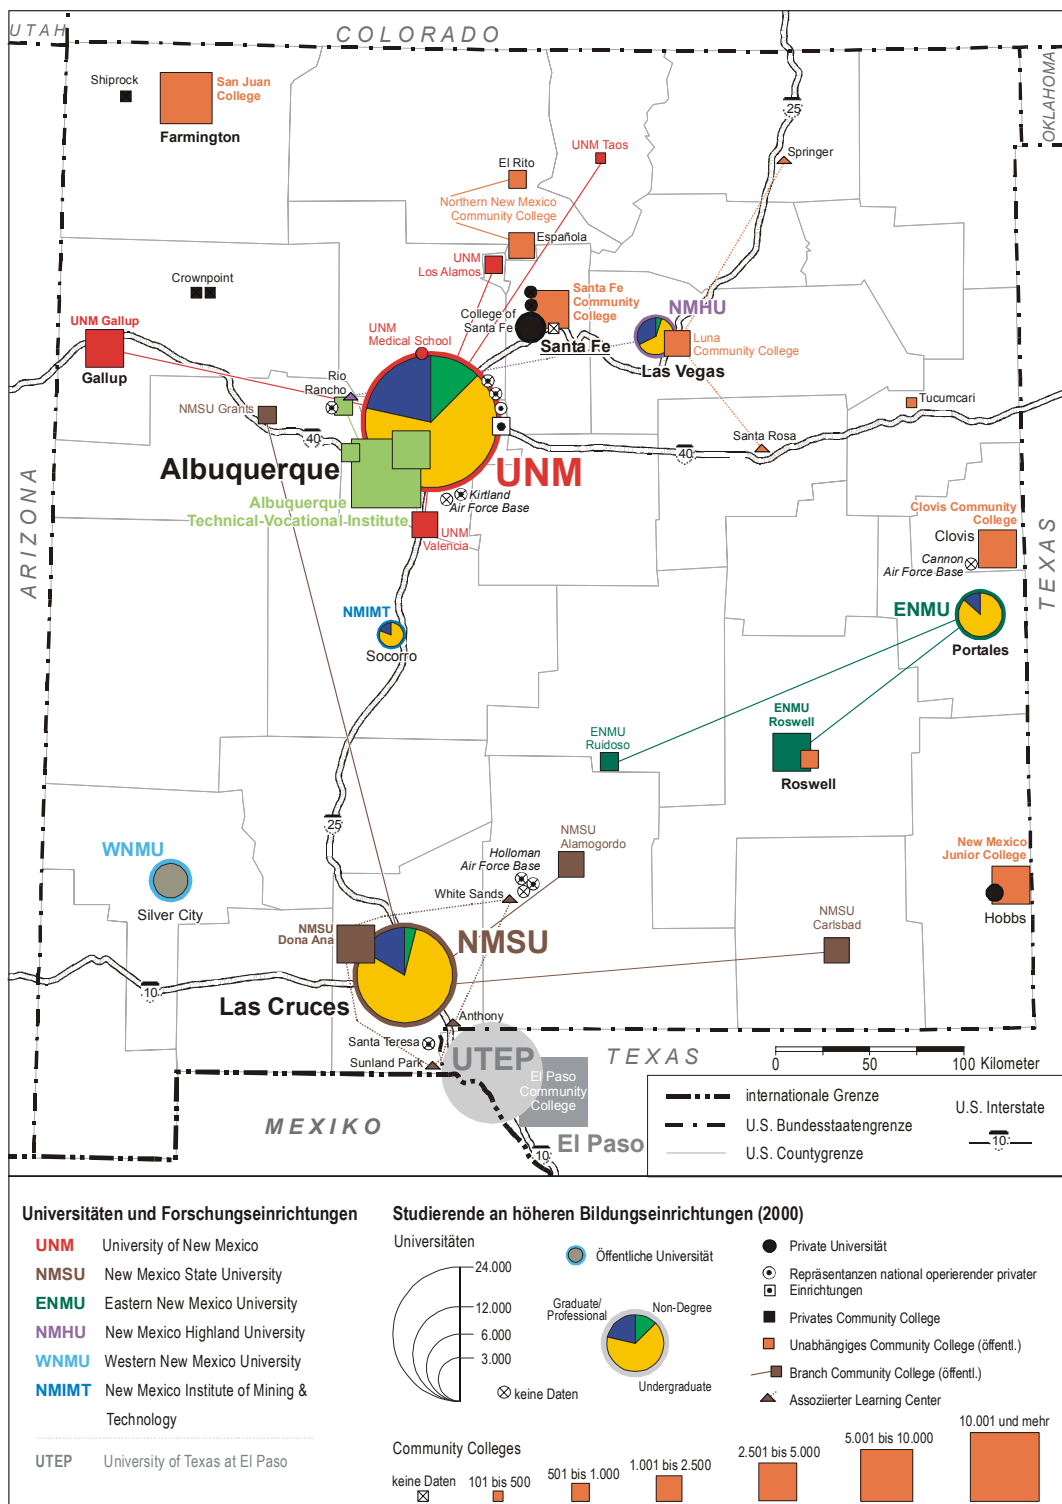 UTAH
COLORADO
OKLAHOMA
ARIZONA
TEXAS
Shiprock
San Juan
College
Farmington
25
Springer
UNM Taos
El Rito
Northern New Mexico
Community College
Española
UNM
Los Alamos
Crownpoint
Santa Fe
Community
College
College of
Santa Fe
Santa Fe
NMHU
Luna
Community College
Las Vegas
UNM Gallup
Gallup
UNM
Medical School
Rio
Rancho
NMSU Grants
40
Tucumcari
Santa Rosa
40
Albuquerque
UNM
Kirtland
Air Force Base
Albuquerque
Technical-Vocational-Institute
UNM
Valencia
Clovis Community
College
Clovis
Cannon
Air Force Base
NMIMT
Socorro
ENMU
Portales
ENMU
Ruidoso
ENMU
Roswell
Roswell
25
WNMU
Silver City
NMSU
Alamogordo
Holloman
Air Force Base
White Sands
New Mexico
Junior College
Hobbs
NMSU
Dona Ana
NMSU
NMSU
Carlsbad
10
Las Cruces
Anthony
Santa Teresa
Sunland Park
UTEP
TEXAS
El Paso
Community
College
MEXIKO
El Paso
10
0 50 100 Kilometer
internationale Grenze
U.S. Bundesstaatengrenze
U.S. Countygrenze
U.S. Interstate
10
Universitäten und Forschungseinrichtungen
UNM University of New Mexico
NMSU New Mexico State University
ENMU Eastern New Mexico University
NMHU New Mexico Highland University
WNMU Western New Mexico University
NMIMT New Mexico Institute of Mining &
Technology
UTEP University of Texas at El Paso
Studierende an höheren Bildungseinrichtungen (2000)
Universitäten
24.000
12.000
6.000
3.000
keine Daten
Öffentliche Universität
Graduate/
Professional
Non-Degree
Undergraduate
Private Universität
Repräsentanzen national operierender privater
Einrichtungen
Privates Community College
Unabhängiges Community College (öffentl.)
Branch Community College (öffentl.)
Assoziierter Learning Center
Community Colleges
keine Daten
101 bis 500
501 bis 1.000
1.001 bis 2.500
2.501 bis 5.000
5.001 bis 10.000
10.001 und mehr